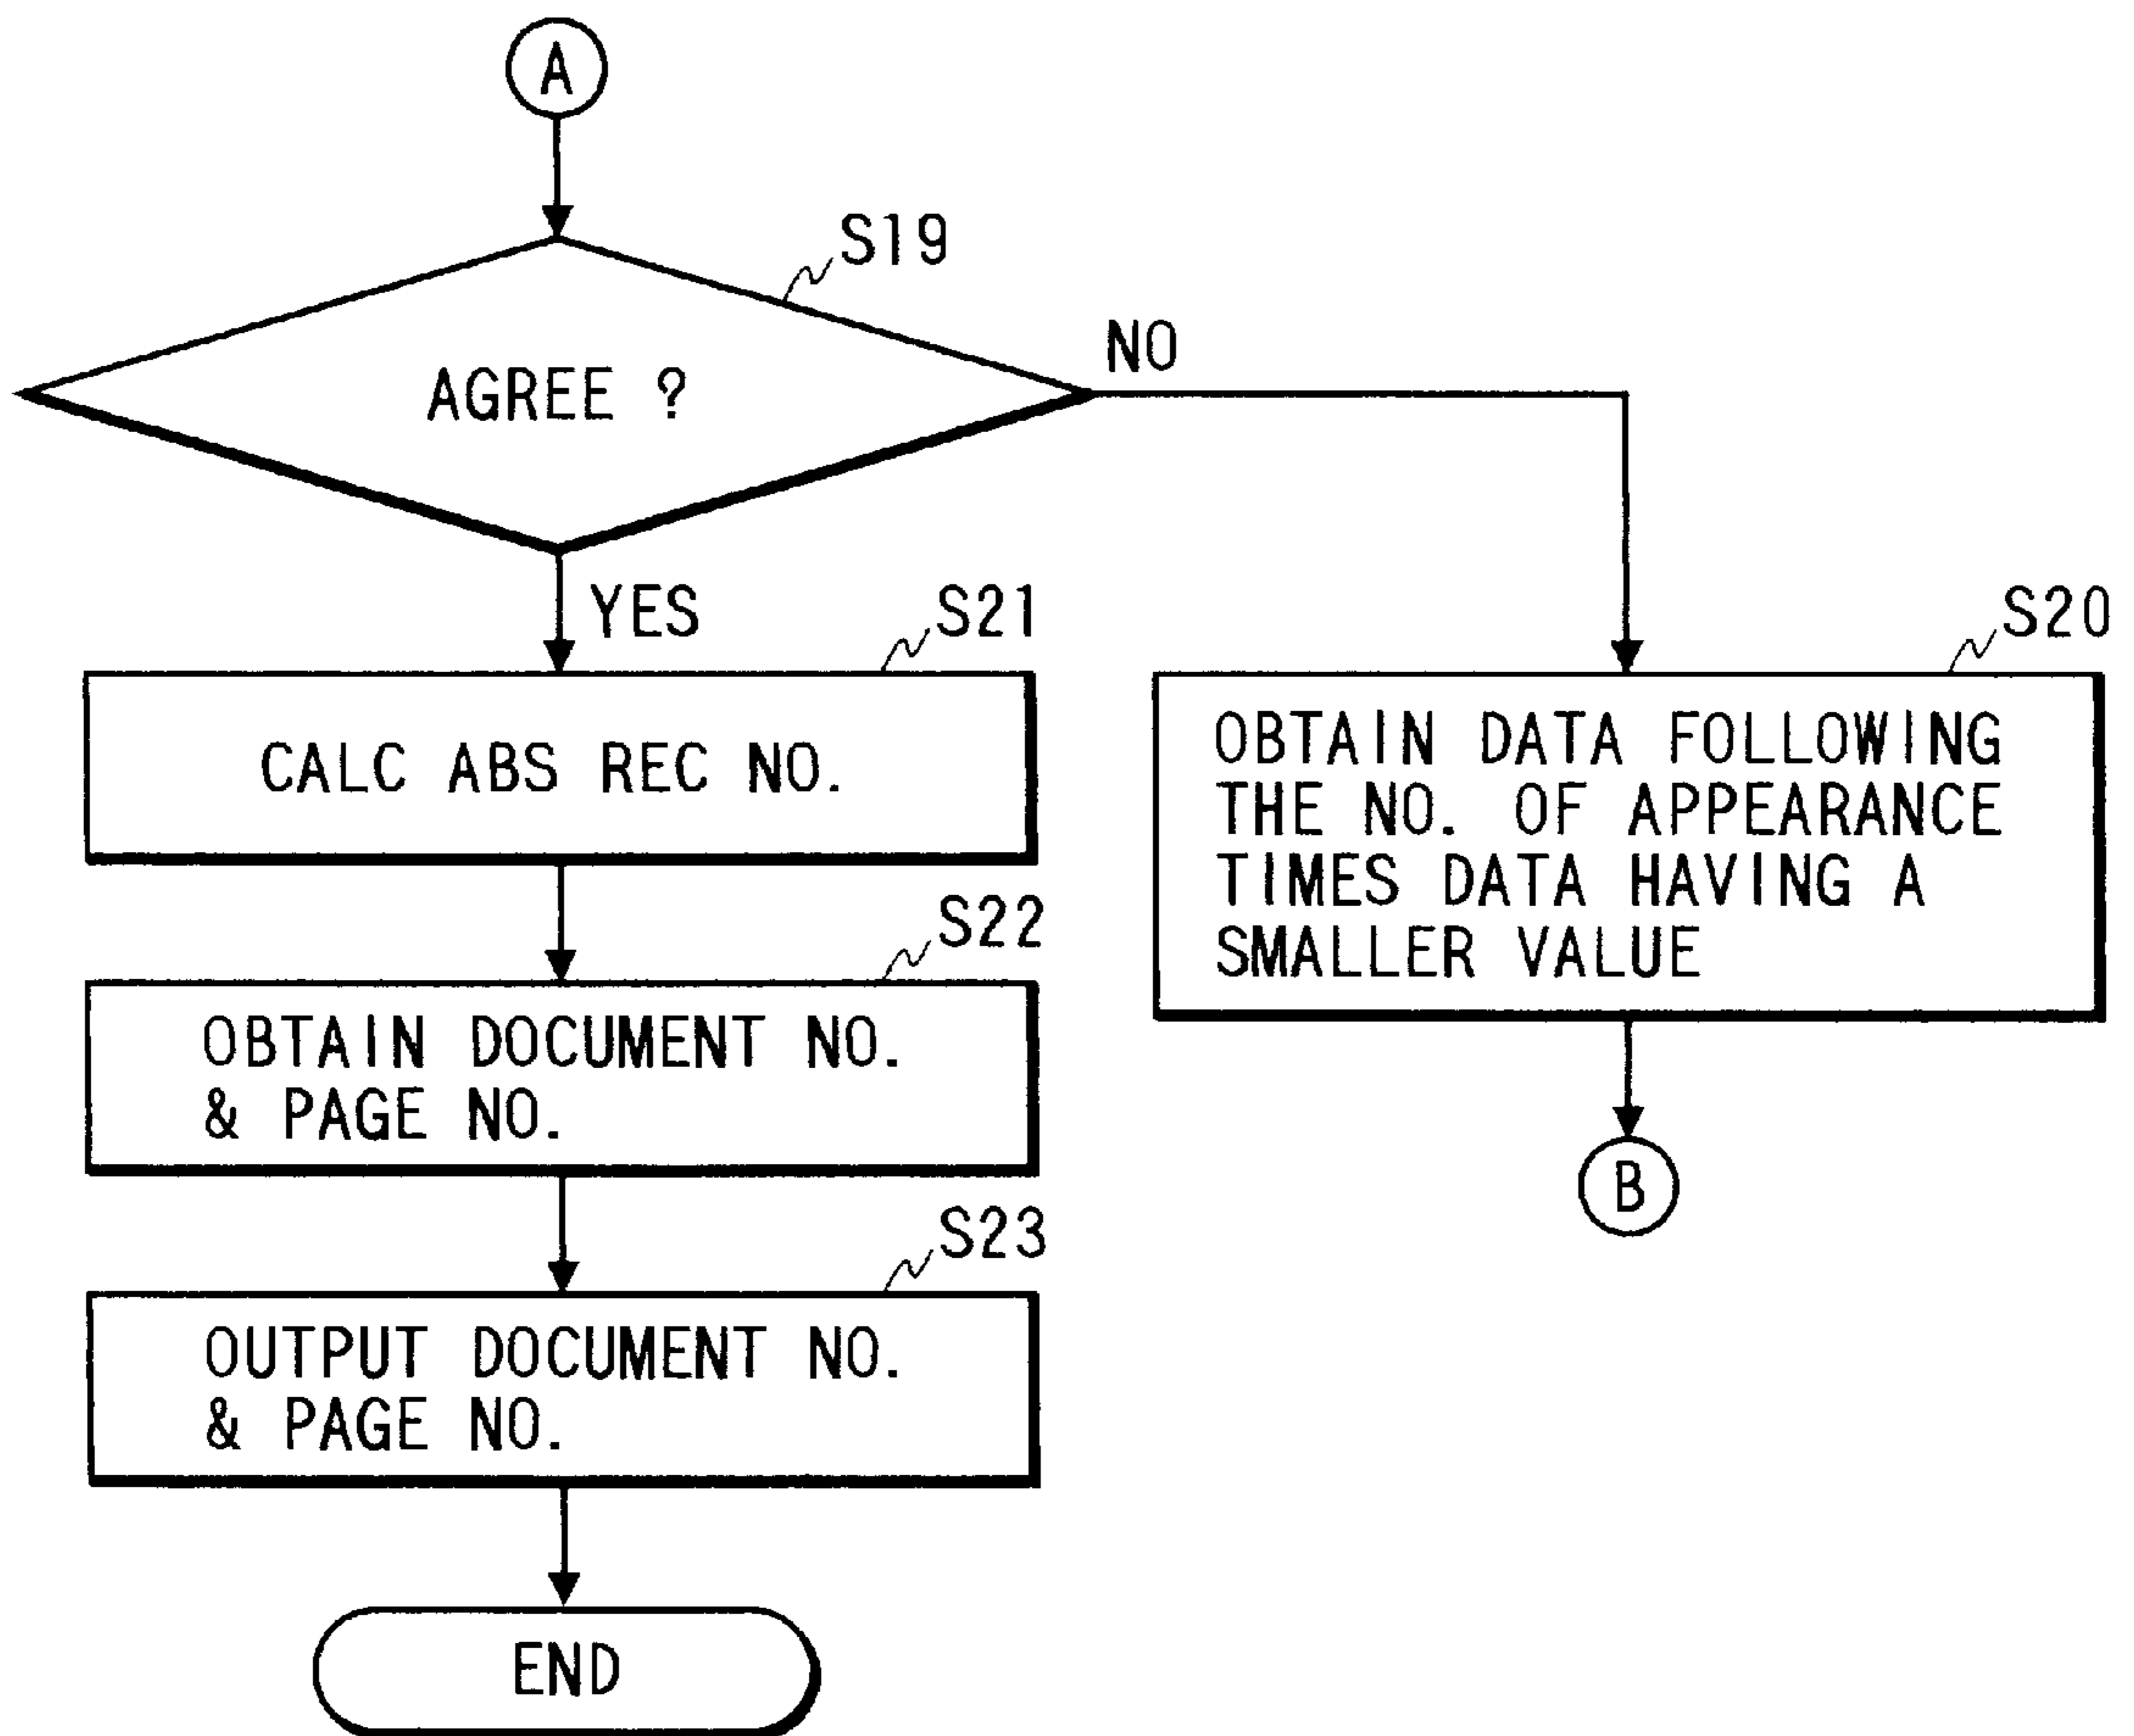 A
S19
AGREE ?
NO
YES
S21
CALC ABS REC NO.
S20
OBTAIN DATA FOLLOWING
THE NO. OF APPEARANCE
TIMES DATA HAVING A
SMALLER VALUE
S22
OBTAIN DOCUMENT NO.
& PAGE NO.
B
S23
OUTPUT DOCUMENT NO.
& PAGE NO.
END